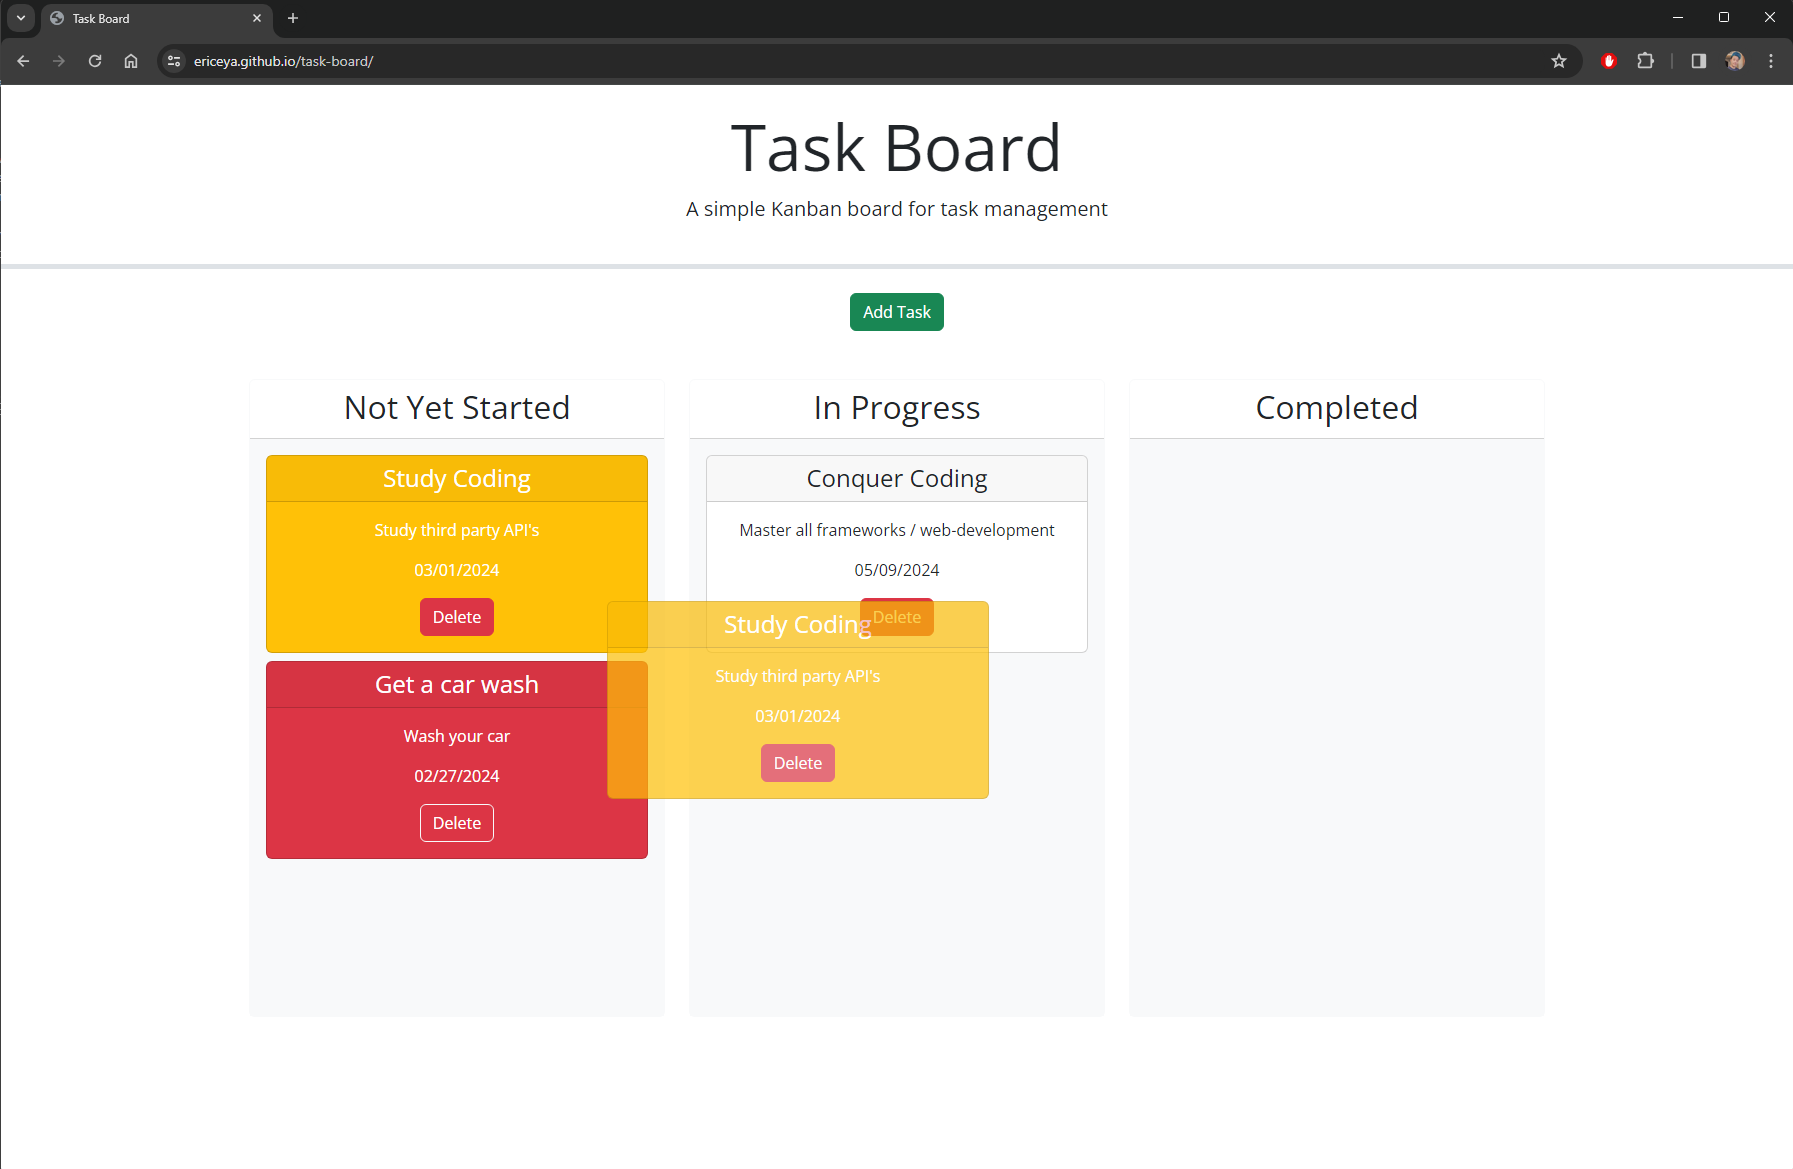 Task Board
ericeya.github.io/task-board/
Task Board
A simple Kanban board for task management
Add Task
Not Yet Started
Study Coding
Study third party API's
03/01/2024
Delete
Get a car wash
Wash your car
02/27/2024
Delete
In Progress
Conquer Coding
Master all frameworks / web-development
05/09/2024
Delete
Study Coding
Study third party API's
03/01/2024
Delete
Completed